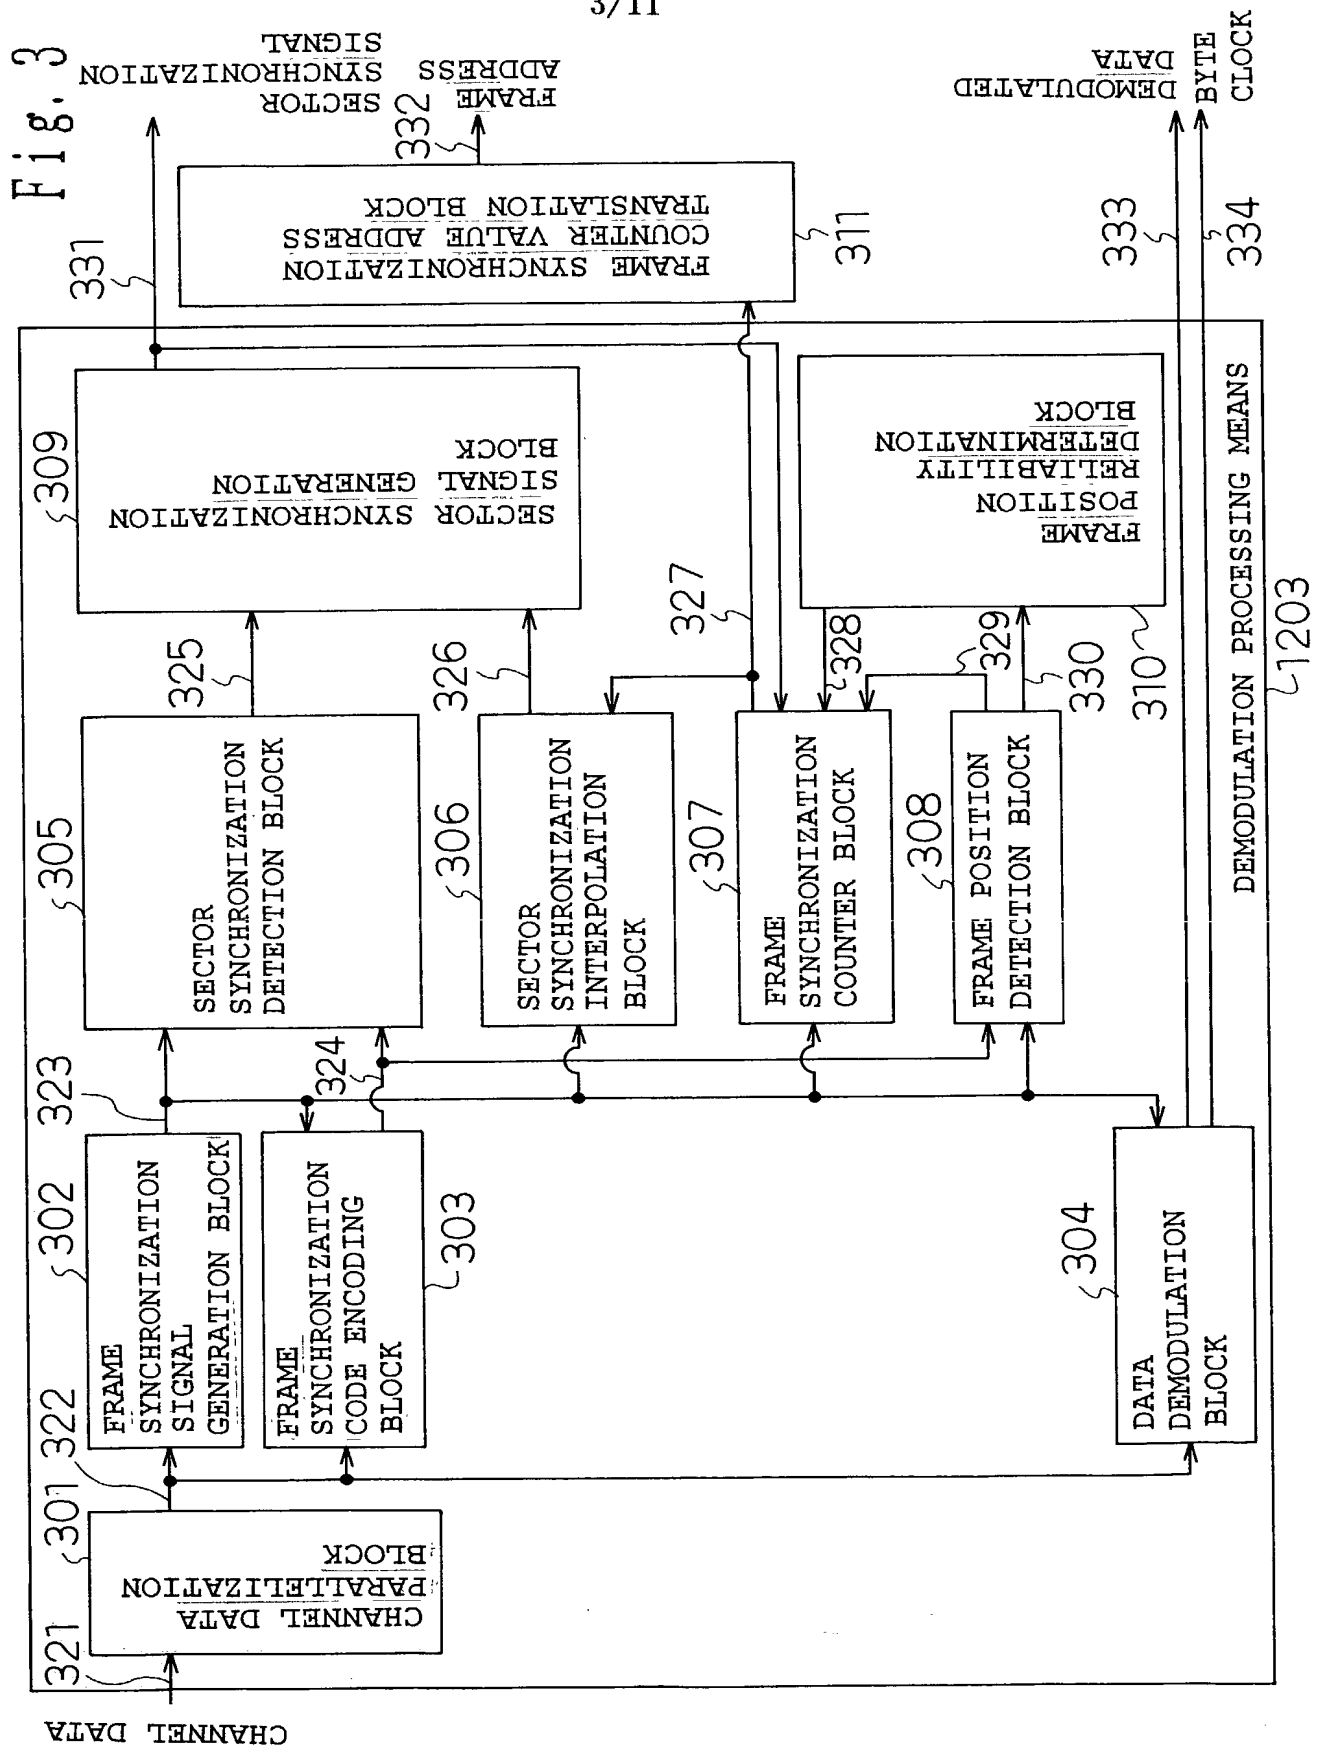 3/11
Fig. 3
CHANNEL DATA
321
CHANNEL DATA
PARALLELIZATION
BLOCK
301
322
FRAME
SYNCHRONIZATION
SIGNAL
GENERATION BLOCK
302
323
FRAME
SYNCHRONIZATION
CODE ENCODING
BLOCK
303
324
DATA
DEMODULATION
BLOCK
304
SECTOR
SYNCHRONIZATION
DETECTION BLOCK
305
325
SECTOR
SYNCHRONIZATION
INTERPOLATION
BLOCK
306
326
FRAME
SYNCHRONIZATION
COUNTER BLOCK
307
327
FRAME POSITION
DETECTION BLOCK
308
328
329
330
SECTOR SYNCHRONIZATION
SIGNAL GENERATION
BLOCK
309
FRAME
POSITION
RELIABILITY
DETERMINATION
BLOCK
310
FRAME SYNCHRONIZATION
COUNTER VALUE ADDRESS
TRANSLATION BLOCK
311
331
SECTOR
SYNCHRONIZATION
SIGNAL
332
FRAME
ADDRESS
333
DEMODULATED
DATA
334
BYTE
CLOCK
DEMODULATION PROCESSING MEANS
1203